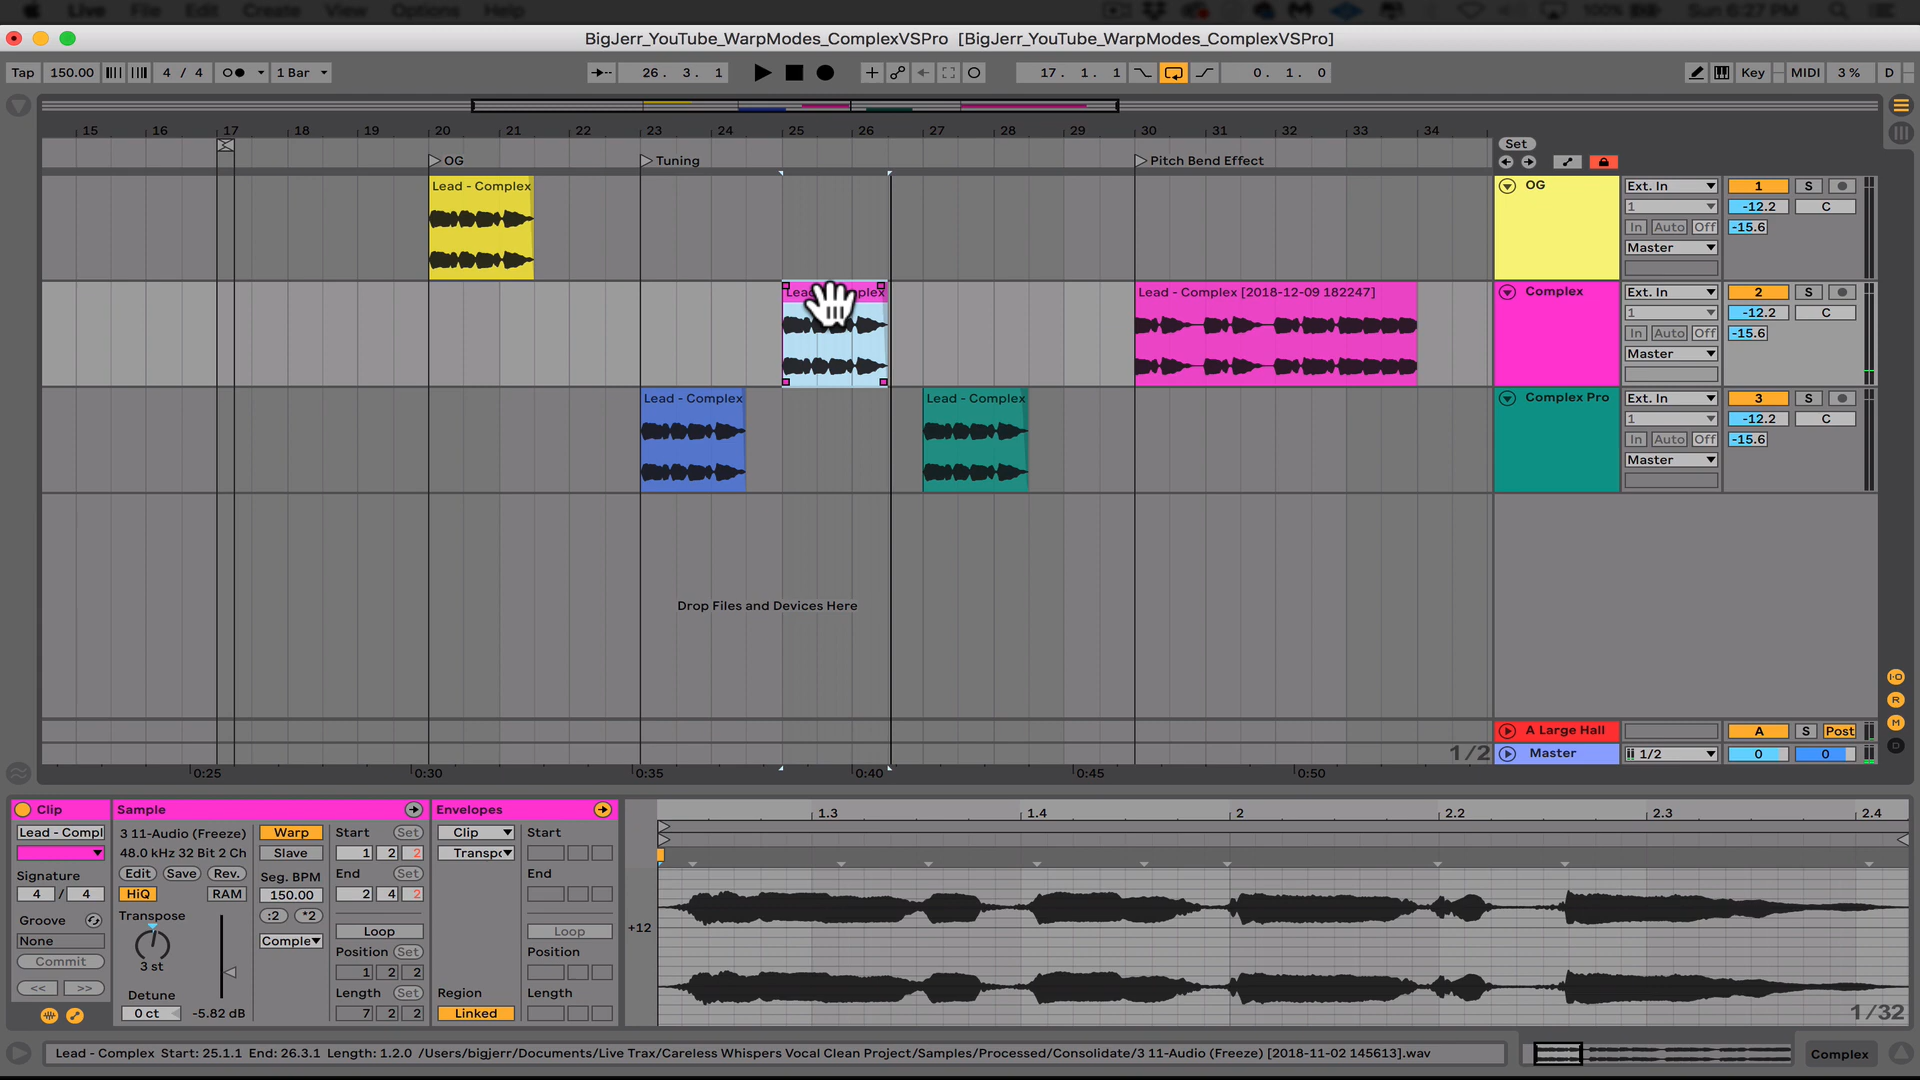 Live File Edit Create View Options Help 100% Sun 6:27 PM
BigJerr_YouTube_WarpModes_ComplexVSPro [BigJerr_YouTube_WarpModes_ComplexVSPro]
Tap 150.00 4 / 4 1 Bar 26. 3. 1 17. 1. 1 0. 1. 0 Key MIDI 3 % D
15 16 17 18 19 20 21 22 23 24 25 26 27 28 29 30 31 32 33 34
Set
OG Tuning Pitch Bend Effect
Lead - Complex
OG Ext. In 1 S
1 -12.2 C
In Auto Off -15.6
Master
Lead - Complex [2018-12-09 182247]
Complex Ext. In 2 S
1 -12.2 C
In Auto Off -15.6
Master
Lead - Complex Lead - Complex
Complex Pro Ext. In 3 S
1 -12.2 C
In Auto Off -15.6
Master
Drop Files and Devices Here
A Large Hall A S Post
1/2 Master 1/2 0 0
0:25 0:30 0:35 0:40 0:45 0:50
Clip Sample Envelopes
Lead - Compl 3 11-Audio (Freeze) Warp Start Set Clip Start
48.0 kHz 32 Bit 2 Ch Slave 1 2 2 Transpo
Signature Edit Save Rev. Seg. BPM End Set End
4 / 4 HiQ RAM 150.00 2 4 2
Groove Transpose :2 *2
None Comple Loop Loop
Commit Position Set Position
<< >> 3 st 1 2 2
Detune Length Set Region Length
0 ct -5.82 dB 7 2 2 Linked
1.3 1.4 2 2.2 2.3 2.4
+12
1/32
Lead - Complex Start: 25.1.1 End: 26.3.1 Length: 1.2.0 /Users/bigjerr/Documents/Live Trax/Careless Whispers Vocal Clean Project/Samples/Processed/Consolidate/3 11-Audio (Freeze) [2018-11-02 145613].wav
Complex